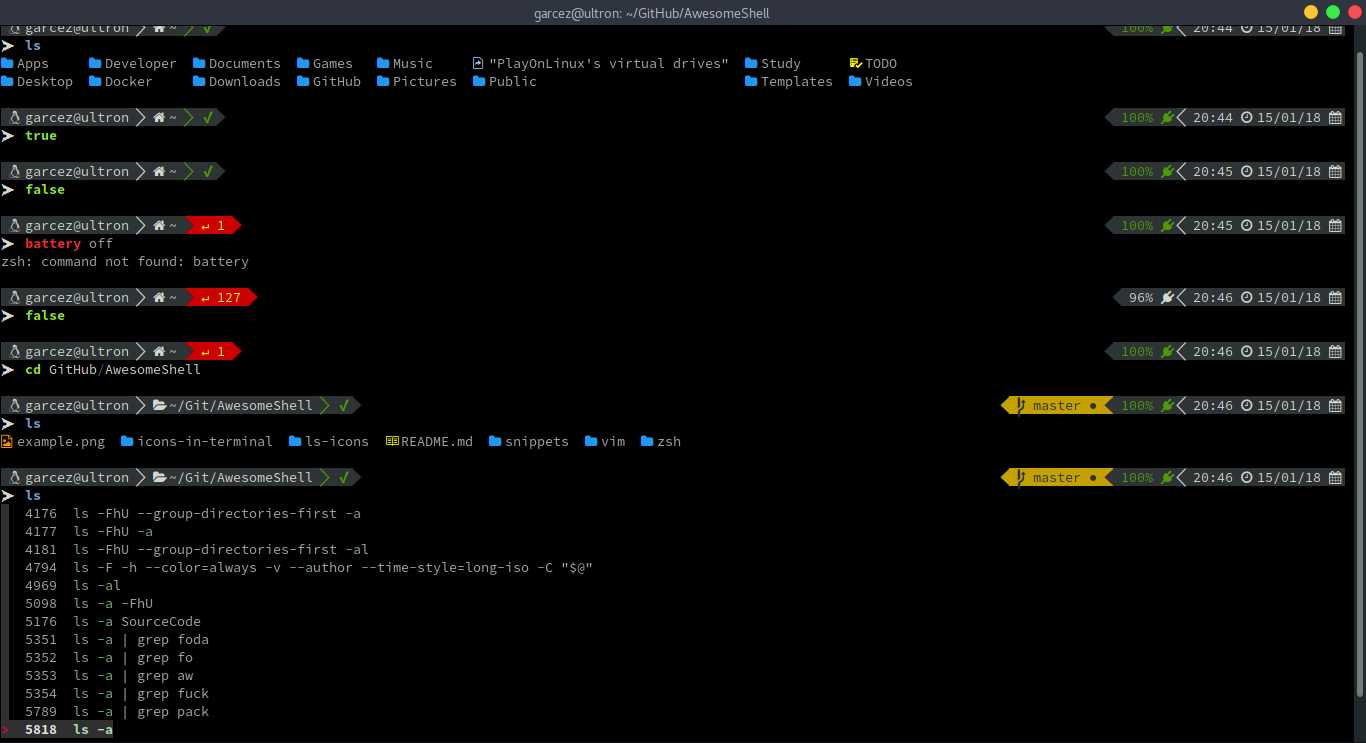 garcez@ultron: ~/GitHub/AwesomeShell
garcez@ultron ~ ✓ 100% 20:44 15/01/18
ls
Apps Developer Documents Games Music "PlayOnLinux's virtual drives" Study TODO
Desktop Docker Downloads GitHub Pictures Public Templates Videos
garcez@ultron ~ ✓ 100% 20:44 15/01/18
true
garcez@ultron ~ ✓ 100% 20:45 15/01/18
false
garcez@ultron ~ ↵ 1 100% 20:45 15/01/18
battery off
zsh: command not found: battery
garcez@ultron ~ ↵ 127 96% 20:46 15/01/18
false
garcez@ultron ~ ↵ 1 100% 20:46 15/01/18
cd GitHub/AwesomeShell
garcez@ultron ~/Git/AwesomeShell ✓ master ● 100% 20:46 15/01/18
ls
example.png icons-in-terminal ls-icons README.md snippets vim zsh
garcez@ultron ~/Git/AwesomeShell ✓ master ● 100% 20:46 15/01/18
ls
4176 ls -FhU --group-directories-first -a
4177 ls -FhU -a
4181 ls -FhU --group-directories-first -al
4794 ls -F -h --color=always -v --author --time-style=long-iso -C "$@"
4969 ls -al
5098 ls -a -FhU
5176 ls -a SourceCode
5351 ls -a | grep foda
5352 ls -a | grep fo
5353 ls -a | grep aw
5354 ls -a | grep fuck
5789 ls -a | grep pack
> 5818 ls -a